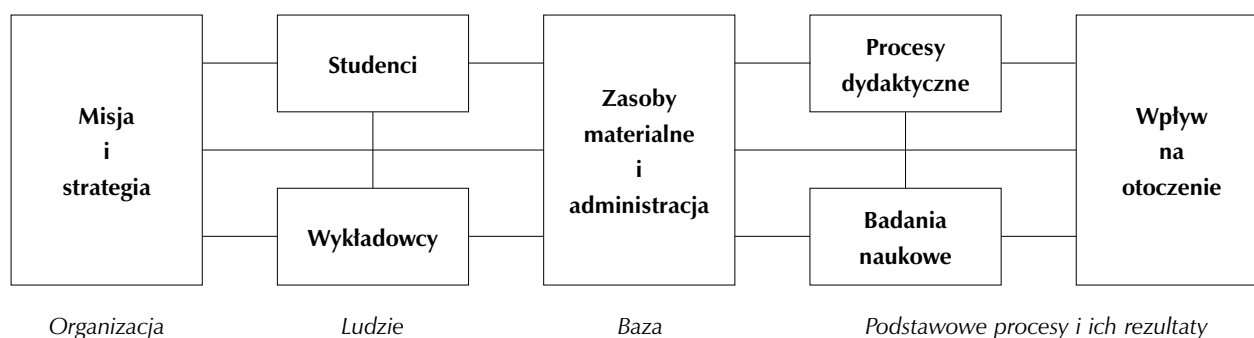 Misja
i
strategia
Studenci
Wykładowcy
Zasoby
materialne
i
administracja
Procesy
dydaktyczne
Badania
naukowe
Wpływ
na
otoczenie
Organizacja
Ludzie
Baza
Podstawowe procesy i ich rezultaty